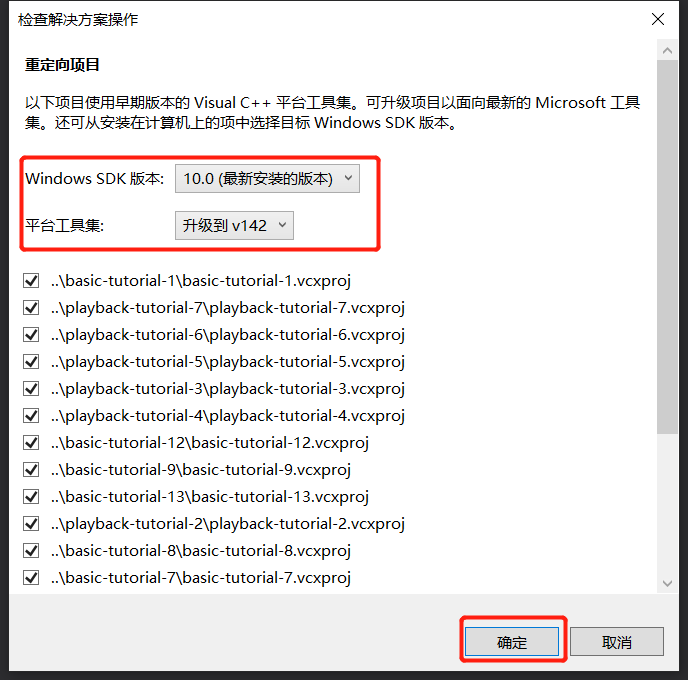 检查解决方案操作
重定向项目
以下项目使用早期版本的 Visual C++ 平台工具集。可升级项目以面向最新的 Microsoft 工具
集。还可从安装在计算机上的项中选择目标 Windows SDK 版本。
Windows SDK 版本: 10.0 (最新安装的版本)
平台工具集: 升级到 v142
..\basic-tutorial-1\basic-tutorial-1.vcxproj
..\playback-tutorial-7\playback-tutorial-7.vcxproj
..\playback-tutorial-6\playback-tutorial-6.vcxproj
..\playback-tutorial-5\playback-tutorial-5.vcxproj
..\playback-tutorial-3\playback-tutorial-3.vcxproj
..\playback-tutorial-4\playback-tutorial-4.vcxproj
..\basic-tutorial-12\basic-tutorial-12.vcxproj
..\basic-tutorial-9\basic-tutorial-9.vcxproj
..\basic-tutorial-13\basic-tutorial-13.vcxproj
..\playback-tutorial-2\playback-tutorial-2.vcxproj
..\basic-tutorial-8\basic-tutorial-8.vcxproj
..\basic-tutorial-7\basic-tutorial-7.vcxproj
确定 取消